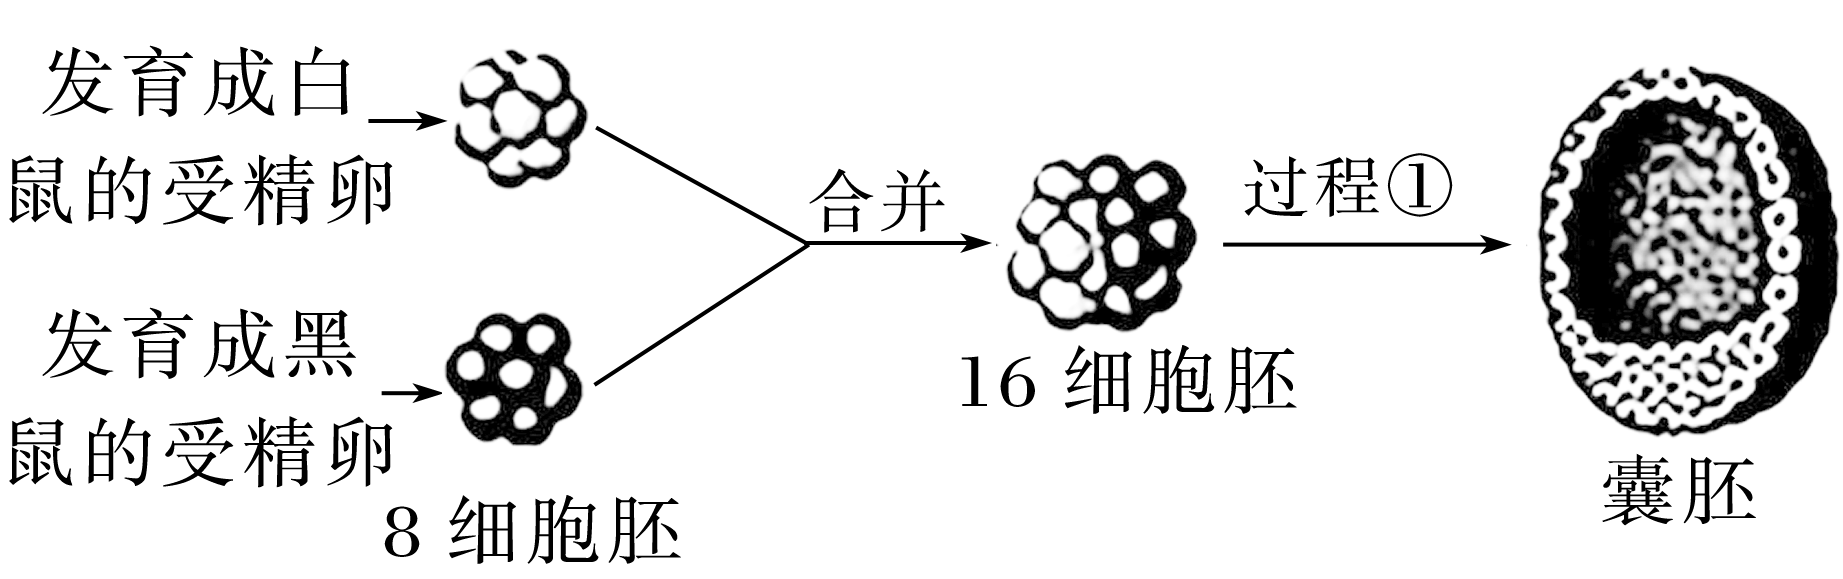 发育成白
鼠的受精卵
发育成黑
鼠的受精卵
8 细胞胚
合并
16 细胞胚
过程①
囊胚